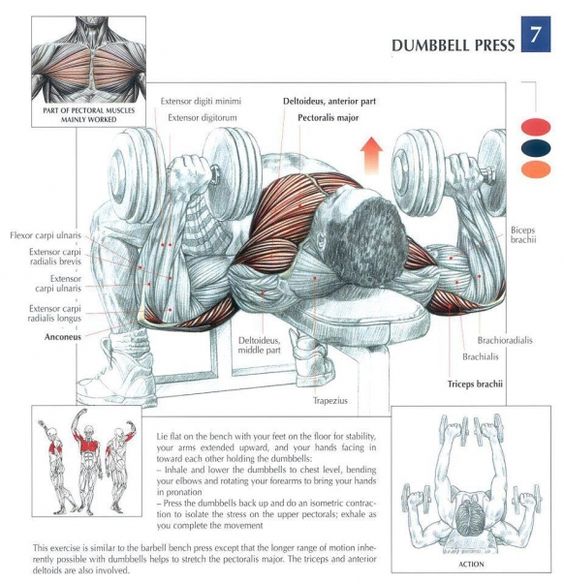 DUMBBELL PRESS 7
PART OF PECTORAL MUSCLES
MAINLY WORKED
Extensor digiti minimi
Extensor digitorum
Deltoideus, anterior part
Pectoralis major
Flexor carpi ulnaris
Extensor carpi
radialis brevis
Extensor
carpi ulnaris
Extensor carpi
radialis longus
Anconeus
Biceps
brachii
Deltoideus,
middle part
Trapezius
Brachioradialis
Brachialis
Triceps brachii
Lie flat on the bench with your feet on the floor for stability,
your arms extended upward, and your hands facing in
toward each other holding the dumbbells:
– Inhale and lower the dumbbells to chest level, bending
your elbows and rotating your forearms to bring your hands
in pronation
– Press the dumbbells back up and do an isometric contrac-
tion to isolate the stress on the upper pectorals; exhale as
you complete the movement
ACTION
This exercise is similar to the barbell bench press except that the longer range of motion inhe-
rently possible with dumbbells helps to stretch the pectoralis major. The triceps and anterior
deltoids are also involved.